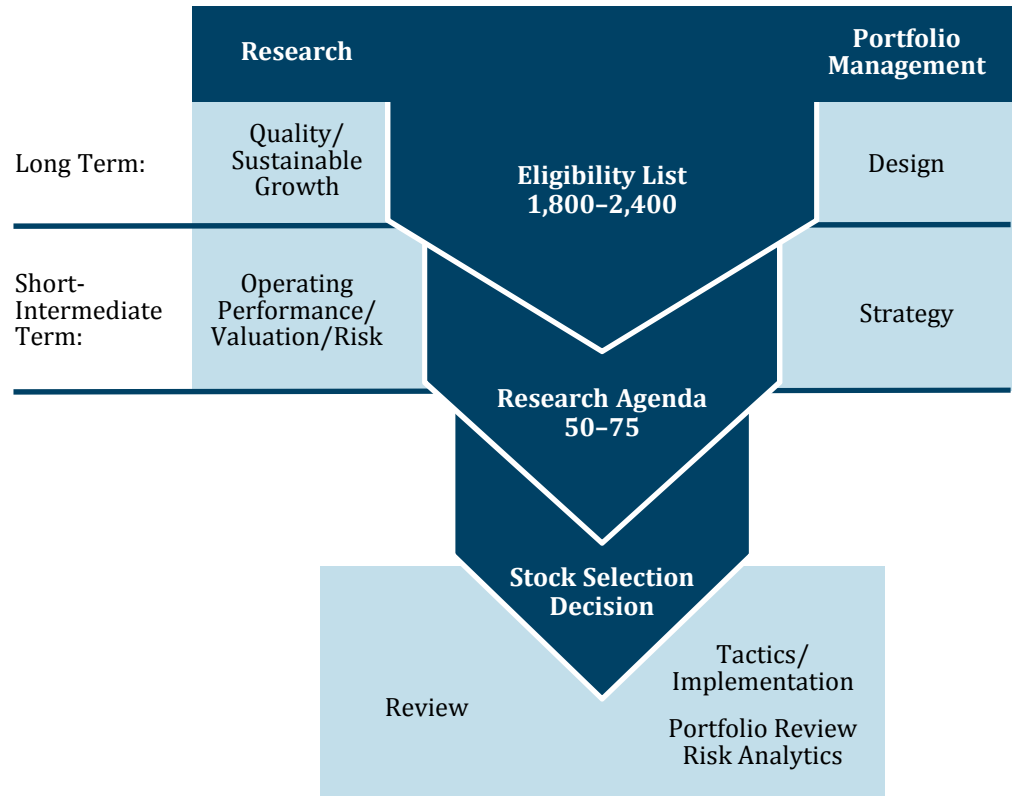 Research
Portfolio
Management
Long Term:
Quality/
Sustainable
Growth
Eligibility List
1,800–2,400
Design
Short-
Intermediate
Term:
Operating
Performance/
Valuation/Risk
Strategy
Research Agenda
50–75
Stock Selection
Decision
Review
Tactics/
Implementation
Portfolio Review
Risk Analytics